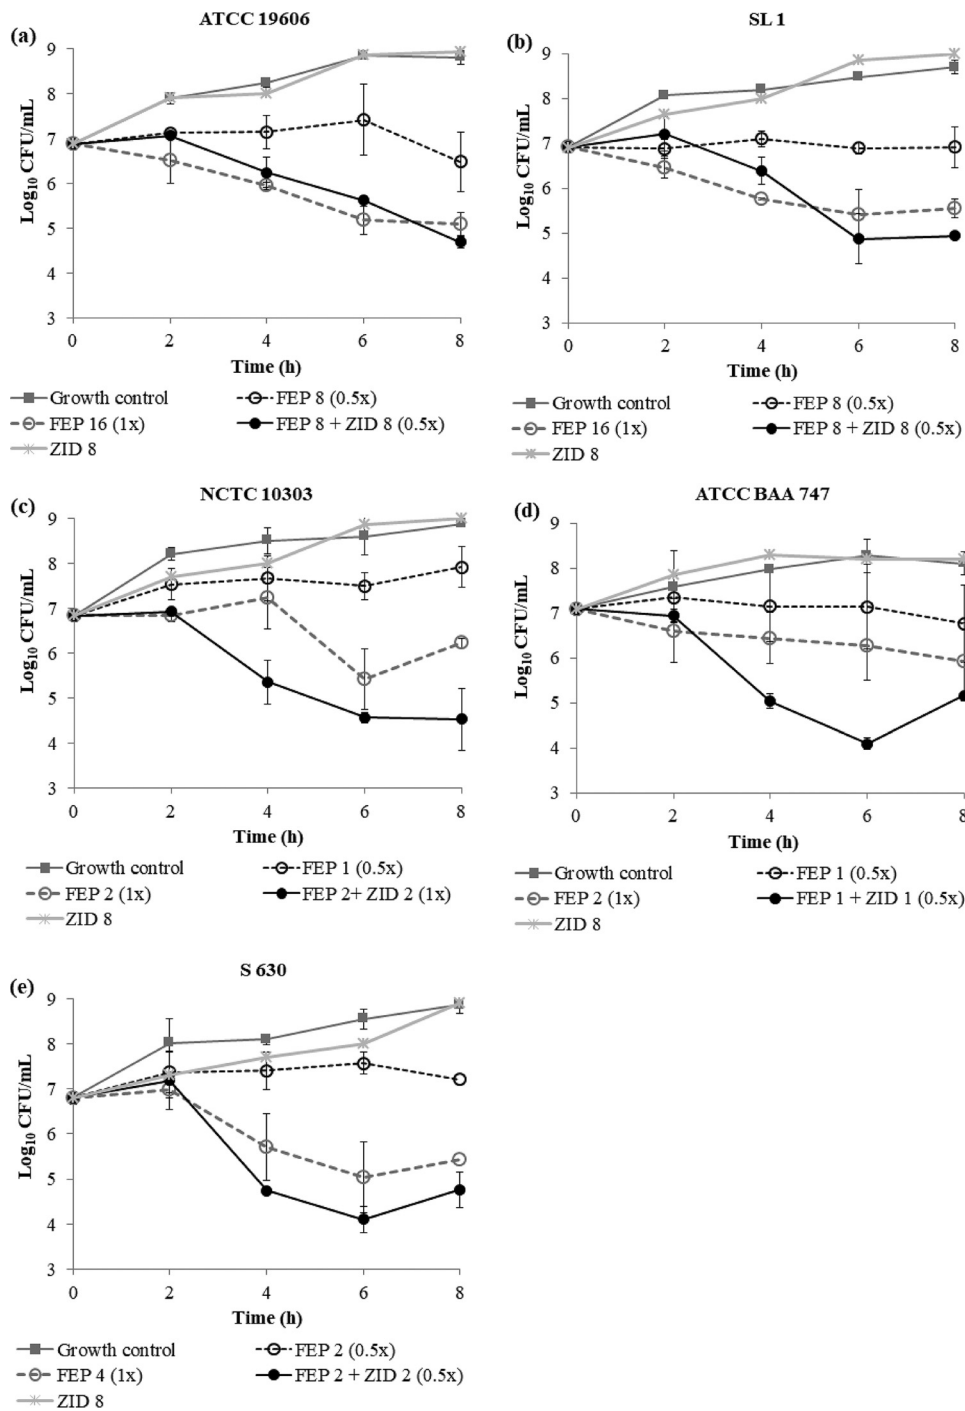 (a)
ATCC 19606
Log10 CFU/mL
9
8
7
6
5
4
3
0 2 4 6 8
Time (h)
Growth control FEP 8 (0.5x)
FEP 16 (1x) FEP 8 + ZID 8 (0.5x)
ZID 8
(b)
SL 1
Log10 CFU/mL
9
8
7
6
5
4
3
0 2 4 6 8
Time (h)
Growth control FEP 8 (0.5x)
FEP 16 (1x) FEP 8 + ZID 8 (0.5x)
ZID 8
(c)
NCTC 10303
Log10 CFU/mL
9
8
7
6
5
4
3
0 2 4 6 8
Time (h)
Growth control FEP 1 (0.5x)
FEP 2 (1x) FEP 2+ ZID 2 (1x)
ZID 8
(d)
ATCC BAA 747
Log10 CFU/mL
9
8
7
6
5
4
3
0 2 4 6 8
Time (h)
Growth control FEP 1 (0.5x)
FEP 2 (1x) FEP 1 + ZID 1 (0.5x)
ZID 8
(e)
S 630
Log10 CFU/mL
9
8
7
6
5
4
3
0 2 4 6 8
Time (h)
Growth control FEP 2 (0.5x)
FEP 4 (1x) FEP 2 + ZID 2 (0.5x)
ZID 8